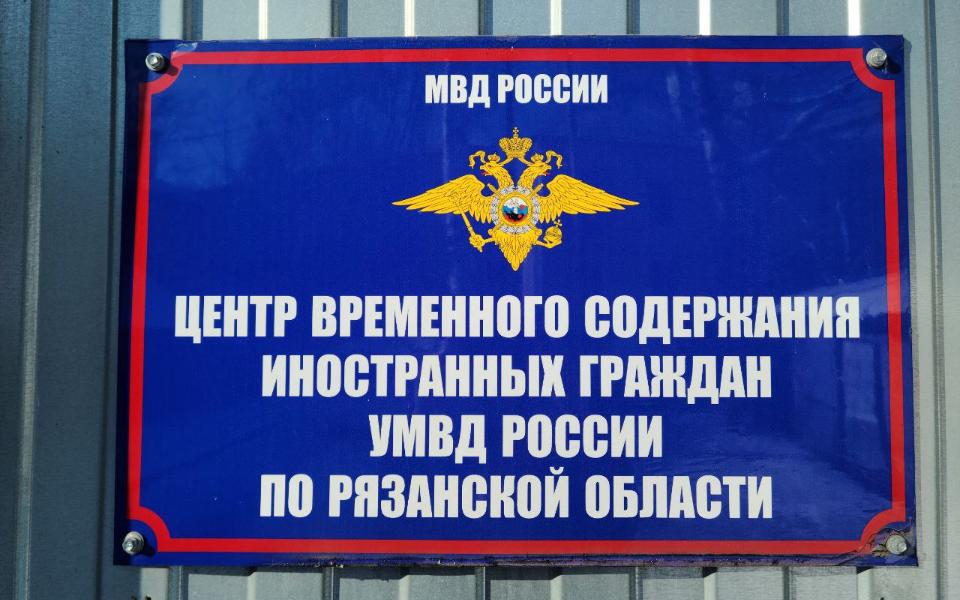 МВД РОССИИ
ЦЕНТР ВРЕМЕННОГО СОДЕРЖАНИЯ
ИНОСТРАННЫХ ГРАЖДАН
УМВД РОССИИ
ПО РЯЗАНСКОЙ ОБЛАСТИ